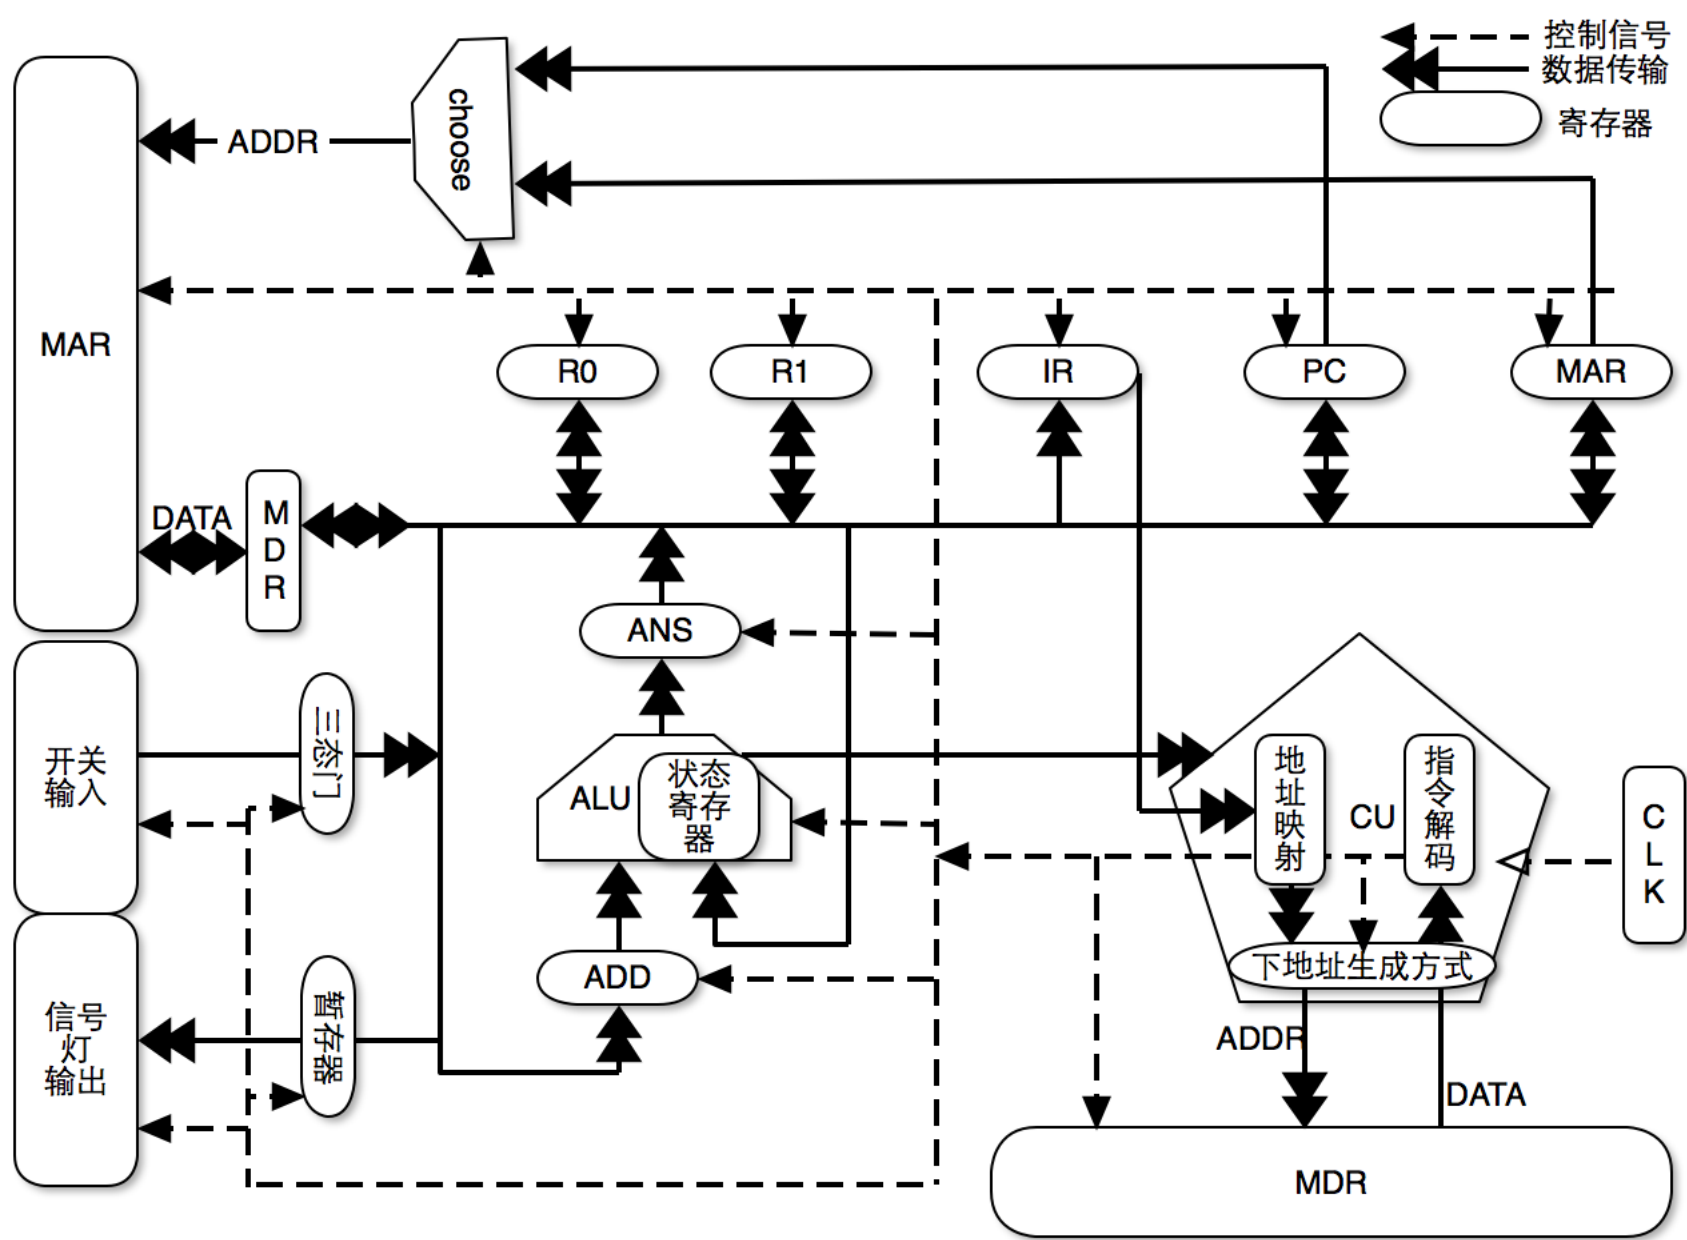 控制信号
数据传输
寄存器
choose
ADDR
MAR
R0
R1
IR
PC
MAR
DATA
M
D
R
ANS
开关
输入
三态门
ALU
状态
寄存
器
地
址
映
射
CU
指
令
解
码
C
L
K
ADD
下地址生成方式
信号
灯
输出
暂存器
ADDR
DATA
MDR